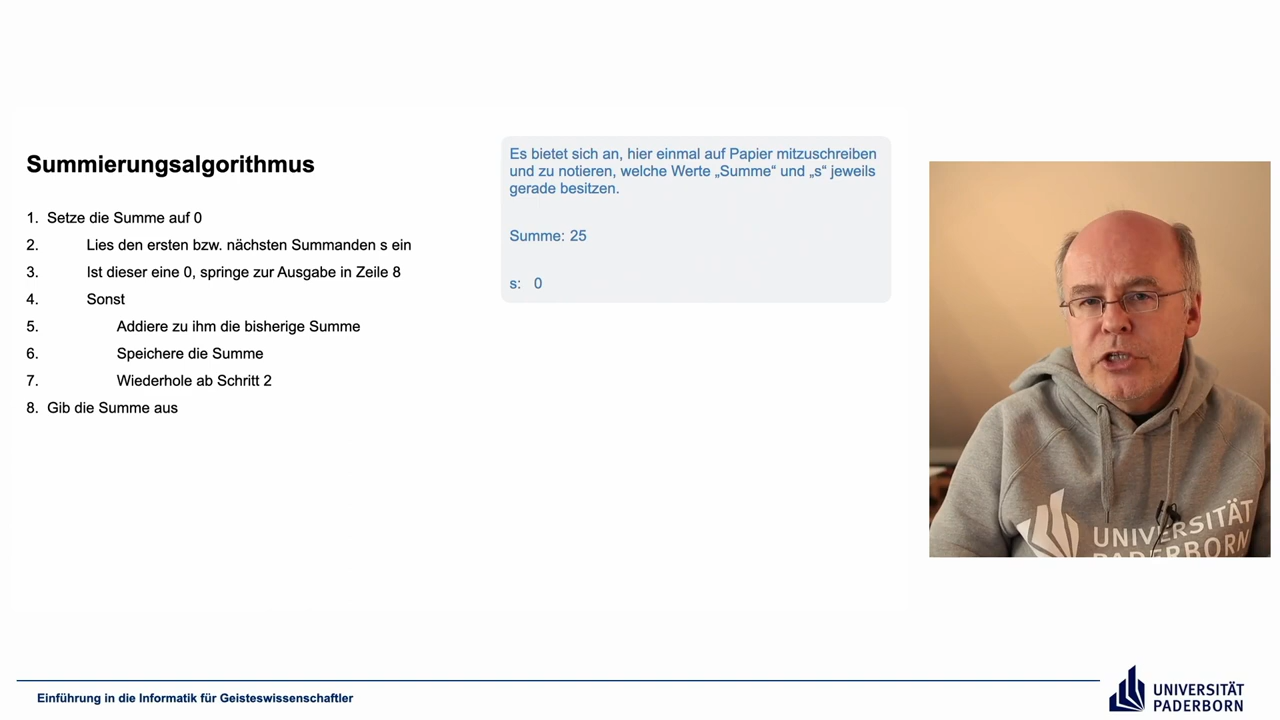 Summierungsalgorithmus
1. Setze die Summe auf 0
2. Lies den ersten bzw. nächsten Summanden s ein
3. Ist dieser eine 0, springe zur Ausgabe in Zeile 8
4. Sonst
5. Addiere zu ihm die bisherige Summe
6. Speichere die Summe
7. Wiederhole ab Schritt 2
8. Gib die Summe aus
Es bietet sich an, hier einmal auf Papier mitzuschreiben
und zu notieren, welche Werte „Summe“ und „s“ jeweils
gerade besitzen.
Summe: 25
s: 0
UNIVERSITÄT
PADERBORN
Einführung in die Informatik für Geisteswissenschaftler
UNIVERSITÄT
PADERBORN